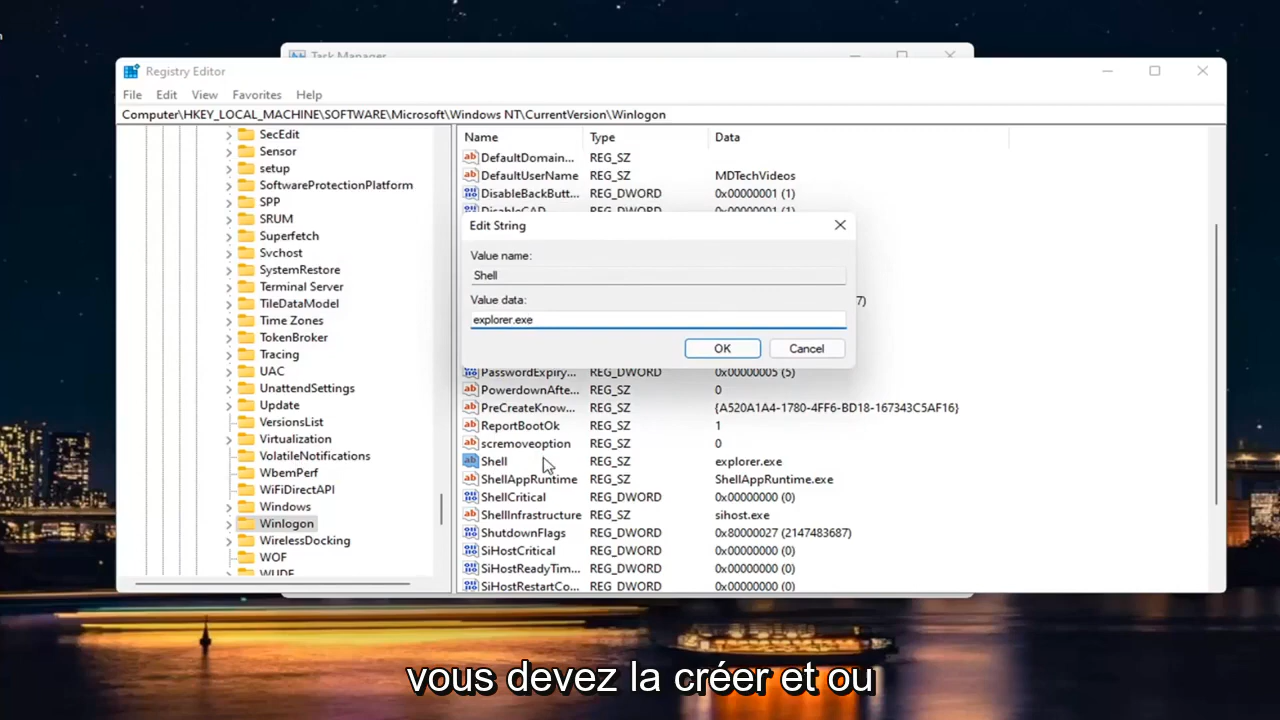 Task Manager
Registry Editor
File Edit View Favorites Help
Computer\HKEY_LOCAL_MACHINE\SOFTWARE\Microsoft\Windows NT\CurrentVersion\Winlogon
SecEdit
Sensor
setup
SoftwareProtectionPlatform
SPP
SRUM
Superfetch
Svchost
SystemRestore
Terminal Server
TileDataModel
Time Zones
TokenBroker
Tracing
UAC
UnattendSettings
Update
VersionsList
Virtualization
VolatileNotifications
WbemPerf
WiFiDirectAPI
Windows
Winlogon
WirelessDocking
WOF
WUDF
Name Type Data
DefaultDomain... REG_SZ
DefaultUserName REG_SZ MDTechVideos
DisableBackButt... REG_DWORD 0x00000001 (1)
DisableCAD REG_DWORD 0x00000001 (1)
Edit String
Value name:
Shell
Value data:
explorer.exe
OK Cancel
7)
PasswordExpiry... REG_DWORD 0x00000005 (5)
PowerdownAfte... REG_SZ 0
PreCreateKnow... REG_SZ {A520A1A4-1780-4FF6-BD18-167343C5AF16}
ReportBootOk REG_SZ 1
scremoveoption REG_SZ 0
Shell REG_SZ explorer.exe
ShellAppRuntime REG_SZ ShellAppRuntime.exe
ShellCritical REG_DWORD 0x00000000 (0)
ShellInfrastructure REG_SZ sihost.exe
ShutdownFlags REG_DWORD 0x80000027 (2147483687)
SiHostCritical REG_DWORD 0x00000000 (0)
SiHostReadyTim... REG_DWORD 0x00000000 (0)
SiHostRestartCo... REG_DWORD 0x00000000 (0)
vous devez la créer et ou